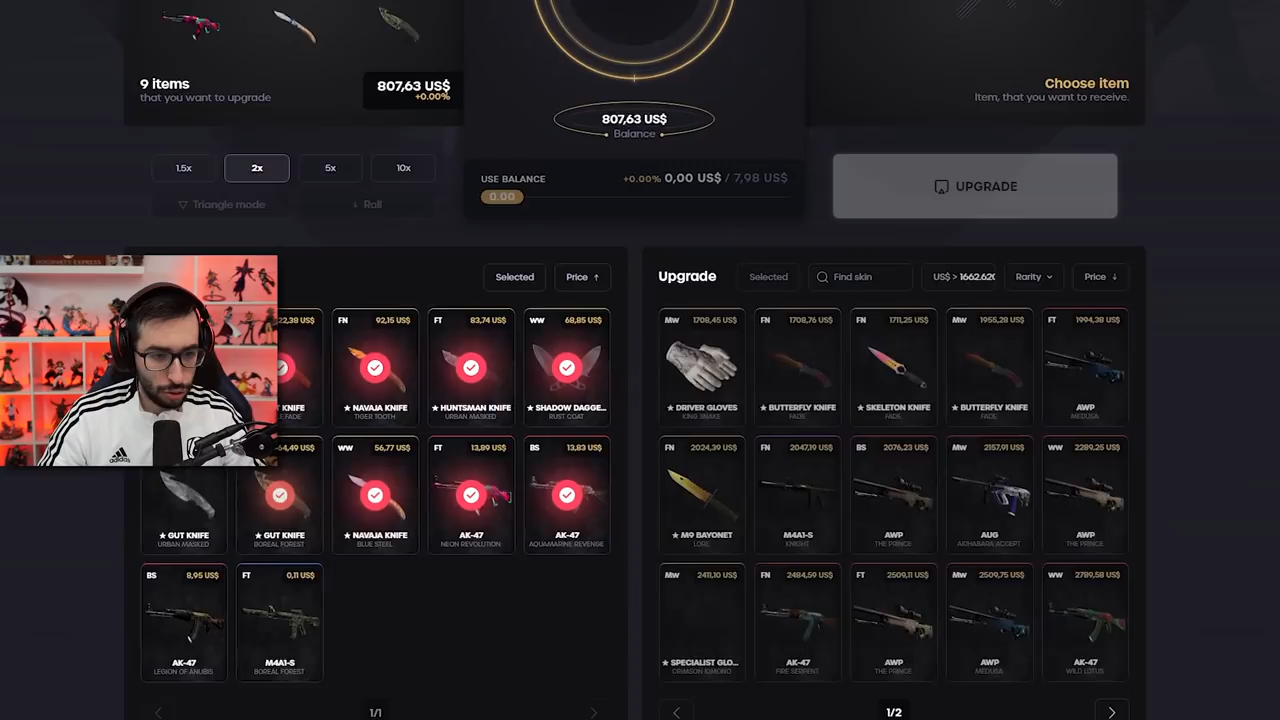 9 items
that you want to upgrade
807,63 US$
+0.00%
807,63 US$
Balance
Choose item
Item, that you want to receive.
1.5x
2x
5x
10x
Triangle mode
Roll
USE BALANCE
+0.00% 0,00 US$ / 7,98 US$
0.00
UPGRADE
Selected
Price ↑
Upgrade
Selected
Find skin
US$ > 1662.62
Rarity
Price ↓
22,38 US$
KNIFE
FADE
FN 92,15 US$
★ NAVAJA KNIFE
TIGER TOOTH
FT 83,74 US$
★ HUNTSMAN KNIFE
URBAN MASKED
WW 68,85 US$
★ SHADOW DAGGE...
RUST COAT
★ GUT KNIFE
URBAN MASKED
64,49 US$
★ GUT KNIFE
BOREAL FOREST
WW 56,77 US$
★ NAVAJA KNIFE
BLUE STEEL
FT 13,89 US$
AK-47
NEON REVOLUTION
BS 13,83 US$
AK-47
AQUAMARINE REVENGE
BS 8,95 US$
AK-47
LEGION OF ANUBIS
FT 0,11 US$
M4A1-S
BOREAL FOREST
1/1
MW 1708,45 US$
★ DRIVER GLOVES
KING SNAKE
FN 1708,76 US$
★ BUTTERFLY KNIFE
FADE
FN 1711,25 US$
★ SKELETON KNIFE
FADE
MW 1955,28 US$
★ BUTTERFLY KNIFE
FADE
FT 1994,38 US$
AWP
MEDUSA
FN 2024,39 US$
★ M9 BAYONET
LORE
FN 2047,19 US$
M4A1-S
KNIGHT
BS 2076,23 US$
AWP
THE PRINCE
MW 2157,91 US$
AUG
AKIHABARA ACCEPT
WW 2289,25 US$
AWP
THE PRINCE
MW 2411,10 US$
★ SPECIALIST GLO...
CRIMSON KIMONO
FN 2484,59 US$
AK-47
FIRE SERPENT
FT 2509,11 US$
AWP
THE PRINCE
MW 2509,75 US$
AWP
MEDUSA
WW 2789,58 US$
AK-47
WILD LOTUS
1/2
adidas